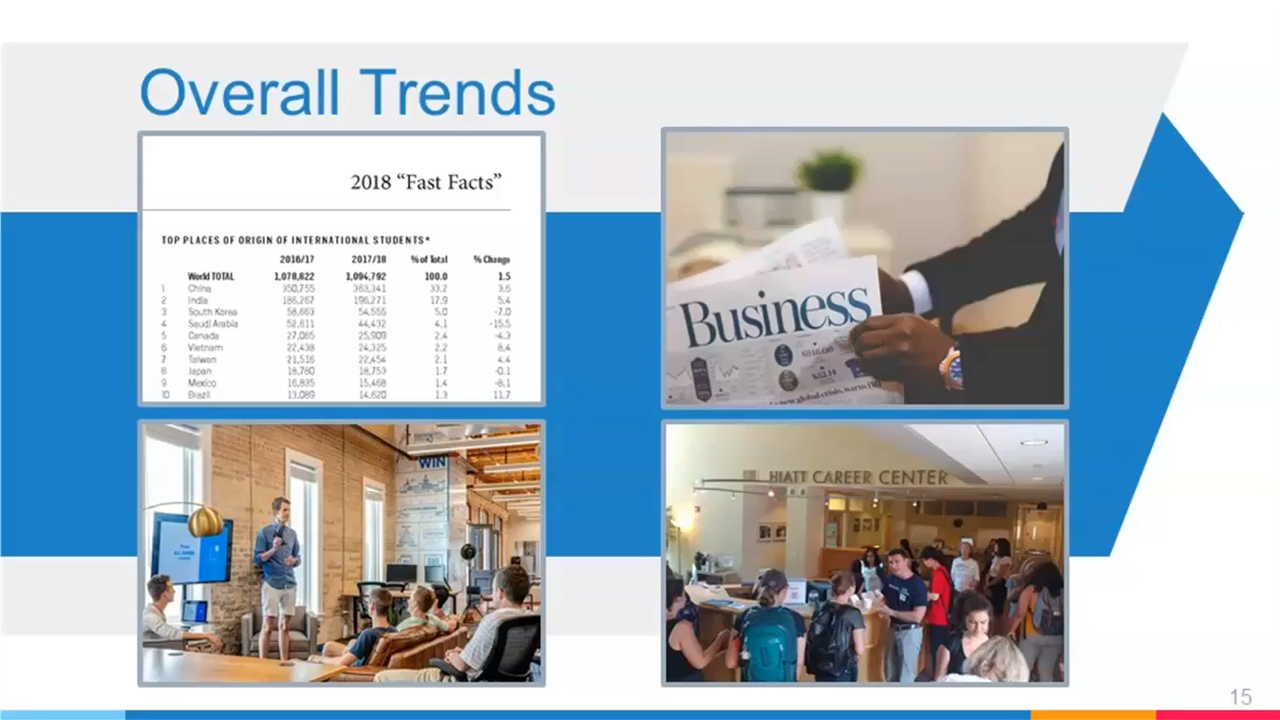 Overall Trends
2018 “Fast Facts”
TOP PLACES OF ORIGIN OF INTERNATIONAL STUDENTS*
2016/17 2017/18 % of Total % Change
World TOTAL 1,078,822 1,094,792 100.0 1.5
1 China 350,755 363,341 33.2 3.6
2 India 186,267 196,271 17.9 5.4
3 South Korea 58,663 54,555 5.0 -7.0
4 Saudi Arabia 52,611 44,432 4.1 -15.5
5 Canada 27,065 25,909 2.4 -4.3
6 Vietnam 22,438 24,325 2.2 8.4
7 Taiwan 21,516 22,454 2.1 4.4
8 Japan 18,780 18,753 1.7 -0.1
9 Mexico 16,835 15,468 1.4 -8.1
10 Brazil 13,089 14,620 1.3 11.7
Business
new global crisis, warns
WIN
HIATT CAREER CENTER
15